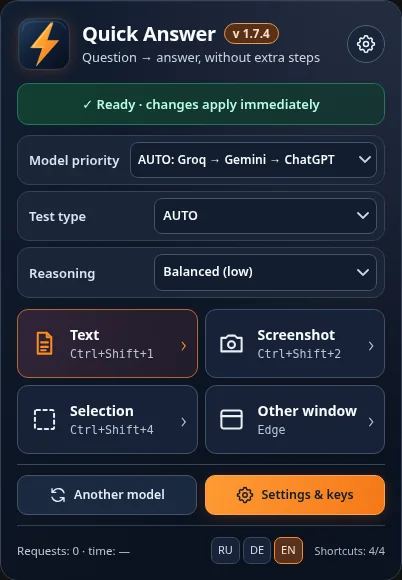 Quick Answer v 1.7.4
Question → answer, without extra steps
✓ Ready · changes apply immediately
Model priority AUTO: Groq → Gemini → ChatGPT
Test type AUTO
Reasoning Balanced (low)
Text
Ctrl+Shift+1
Screenshot
Ctrl+Shift+2
Selection
Ctrl+Shift+4
Other window
Edge
Another model
Settings & keys
Requests: 0 · time: —
RU DE EN
Shortcuts: 4/4